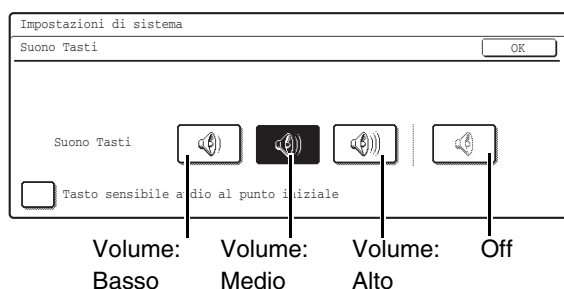 Impostazioni di sistema
Suono Tasti
OK
Suono Tasti
Tasto sensibile audio al punto iniziale
Volume: Basso
Volume: Medio
Volume: Alto
Off